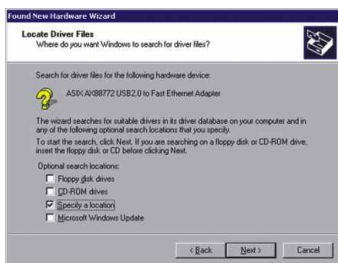 Found New Hardware Wizard
Locate Driver Files
Where do you want Windows to search for driver files?
Search for driver files for the following hardware device:
ASIX AX88772 USB2.0 to Fast Ethernet Adapter
The wizard searches for suitable drivers in its driver database on your computer and in
any of the following optional search locations that you specify.
To start the search, click Next. If you are searching on a floppy disk or CD-ROM drive,
insert the floppy disk or CD before clicking Next.
Optional search locations:
Floppy disk drives
CD-ROM drives
Specify a location
Microsoft Windows Update
< Back Next > Cancel